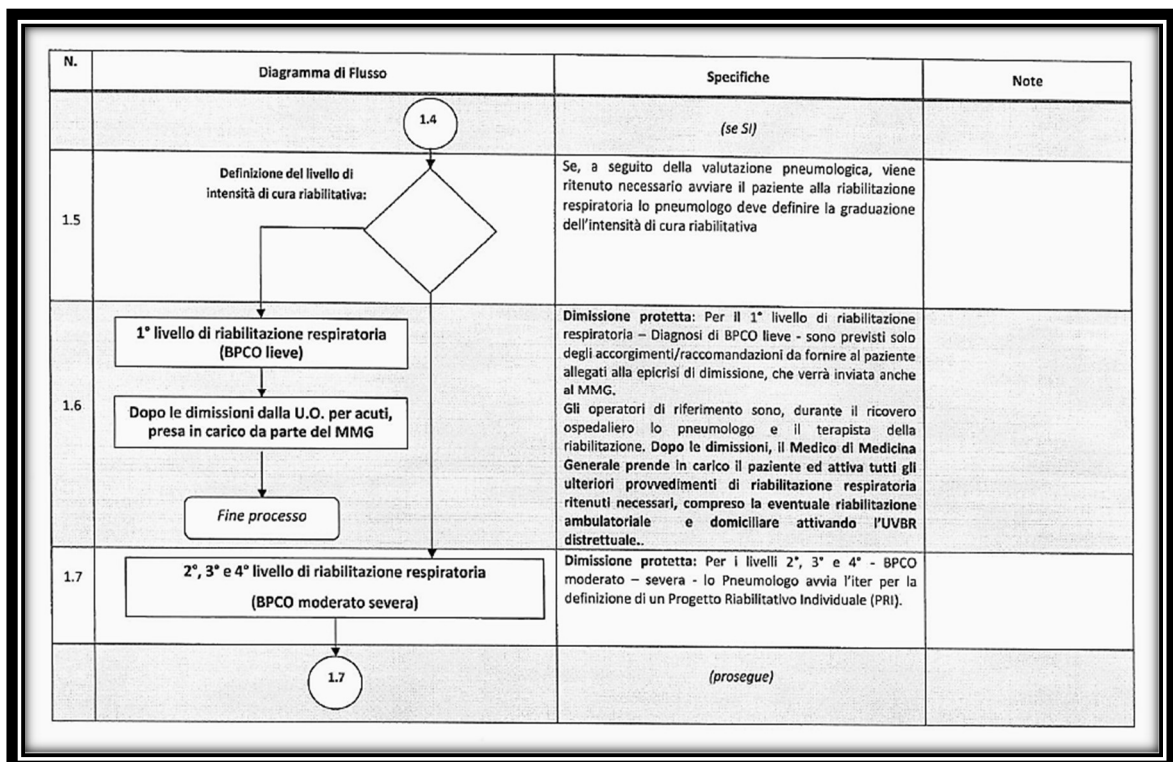 N.
Diagramma di Flusso
Specifiche
Note
1.4
(se SI)
1.5
Definizione del livello di
intensità di cura riabilitativa:
Se, a seguito della valutazione pneumologica, viene
ritenuto necessario avviare il paziente alla riabilitazione
respiratoria lo pneumologo deve definire la graduazione
dell'intensità di cura riabilitativa
1.6
1° livello di riabilitazione respiratoria
(BPCO lieve)
Dopo le dimissioni dalla U.O. per acuti,
presa in carico da parte del MMG
Fine processo
Dimissione protetta: Per il 1° livello di riabilitazione
respiratoria – Diagnosi di BPCO lieve - sono previsti solo
degli accorgimenti/raccomandazioni da fornire al paziente
allegati alla epicrisi di dimissione, che verrà inviata anche
al MMG.
Gli operatori di riferimento sono, durante il ricovero
ospedaliero lo pneumologo e il terapista della
riabilitazione. Dopo le dimissioni, il Medico di Medicina
Generale prende in carico il paziente ed attiva tutti gli
ulteriori provvedimenti di riabilitazione respiratoria
ritenuti necessari, compreso la eventuale riabilitazione
ambulatoriale e domiciliare attivando l'UVBR
distrettuale..
1.7
2°, 3° e 4° livello di riabilitazione respiratoria
(BPCO moderato severa)
Dimissione protetta: Per i livelli 2°, 3° e 4° - BPCO
moderato – severa - lo Pneumologo avvia l'iter per la
definizione di un Progetto Riabilitativo Individuale (PRI).
1.7
(prosegue)